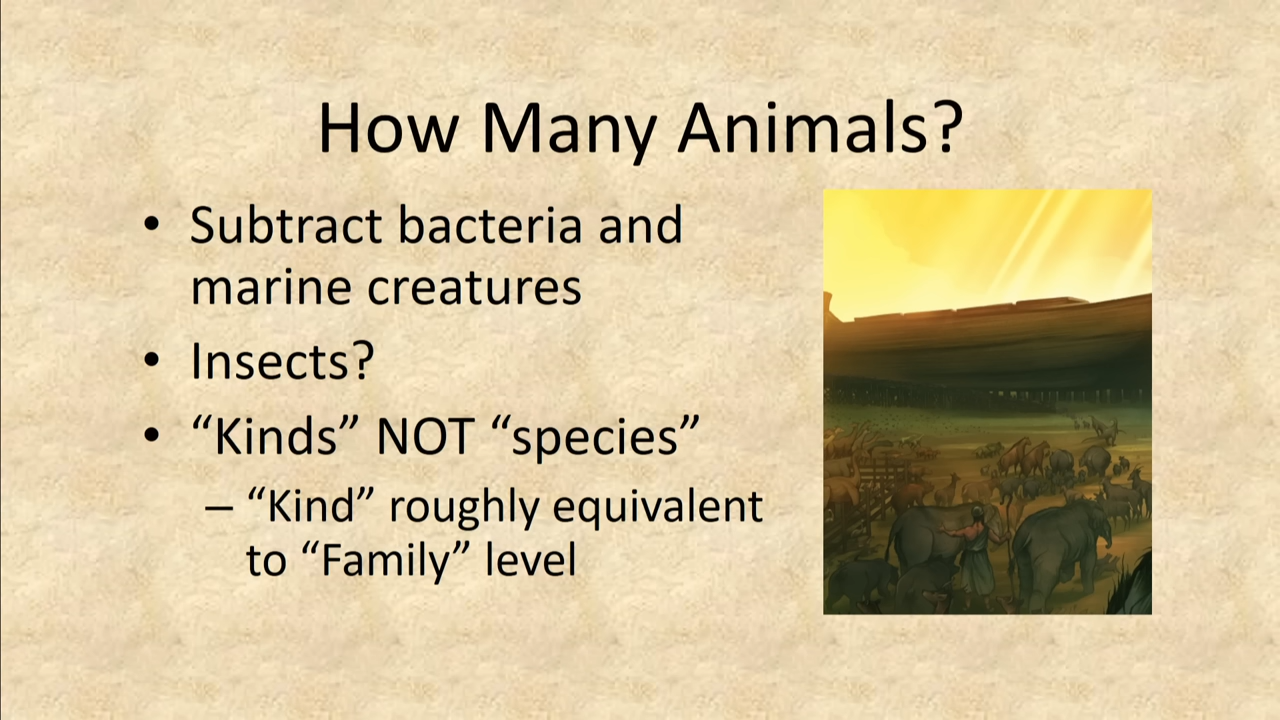 How Many Animals?
• Subtract bacteria and
marine creatures
• Insects?
• “Kinds” NOT “species”
– “Kind” roughly equivalent
to “Family” level